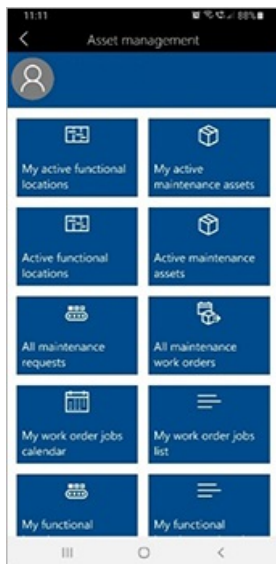 11:11
88%
Asset management
My active functional
locations
My active
maintenance assets
Active functional
locations
Active maintenance
assets
All maintenance
requests
All maintenance
work orders
My work order jobs
calendar
My work order jobs
list
My functional
My functional